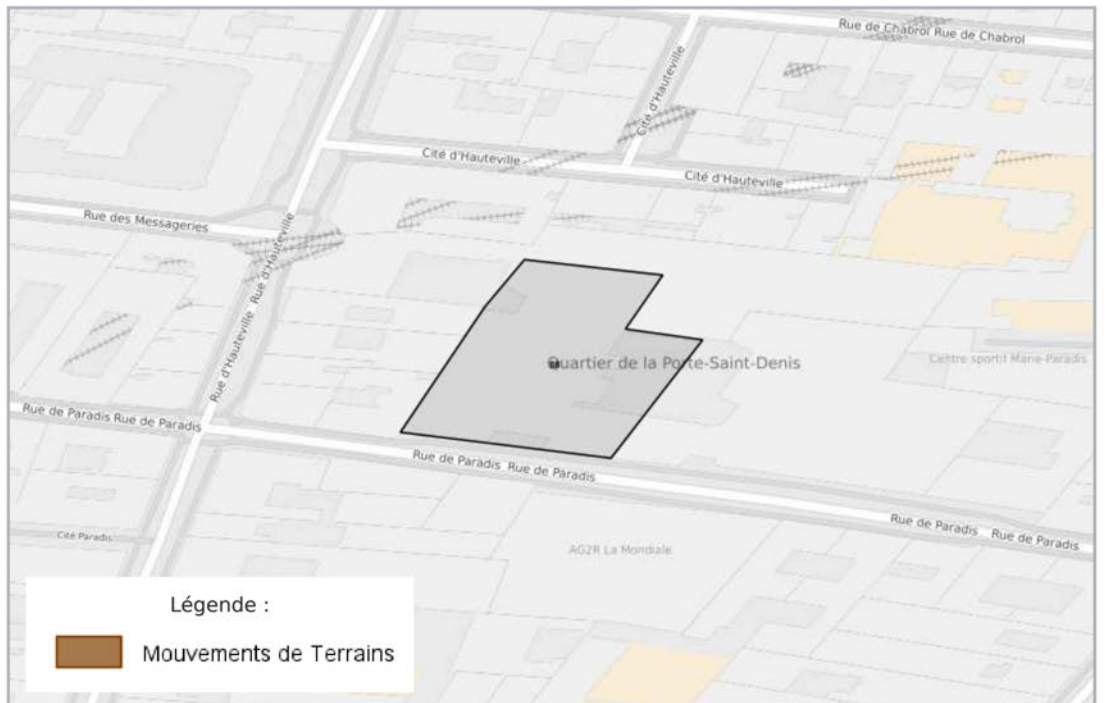 Rue de Chabrol Rue de Chabrol
Cité d'Hauteville
Cité d'Hauteville
Cité d'Hauteville
Rue des Messageries
Rue d'Hauteville Rue d'Hauteville
Quartier de la Porte-Saint-Denis
Centre sportif Marie-Paradis
Rue de Paradis Rue de Paradis
Rue de Paradis Rue de Paradis
Rue de Paradis Rue de Paradis
Cité Paradis
AG2R La Mondiale
Légende :
Mouvements de Terrains